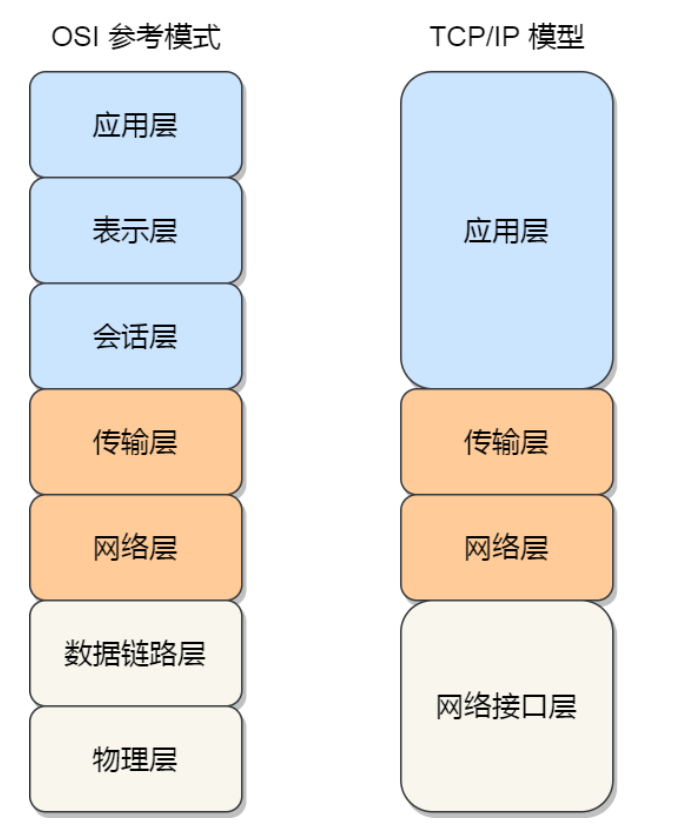 OSI 参考模式
TCP/IP 模型
应用层
表示层
会话层
传输层
网络层
数据链路层
物理层
应用层
传输层
网络层
网络接口层